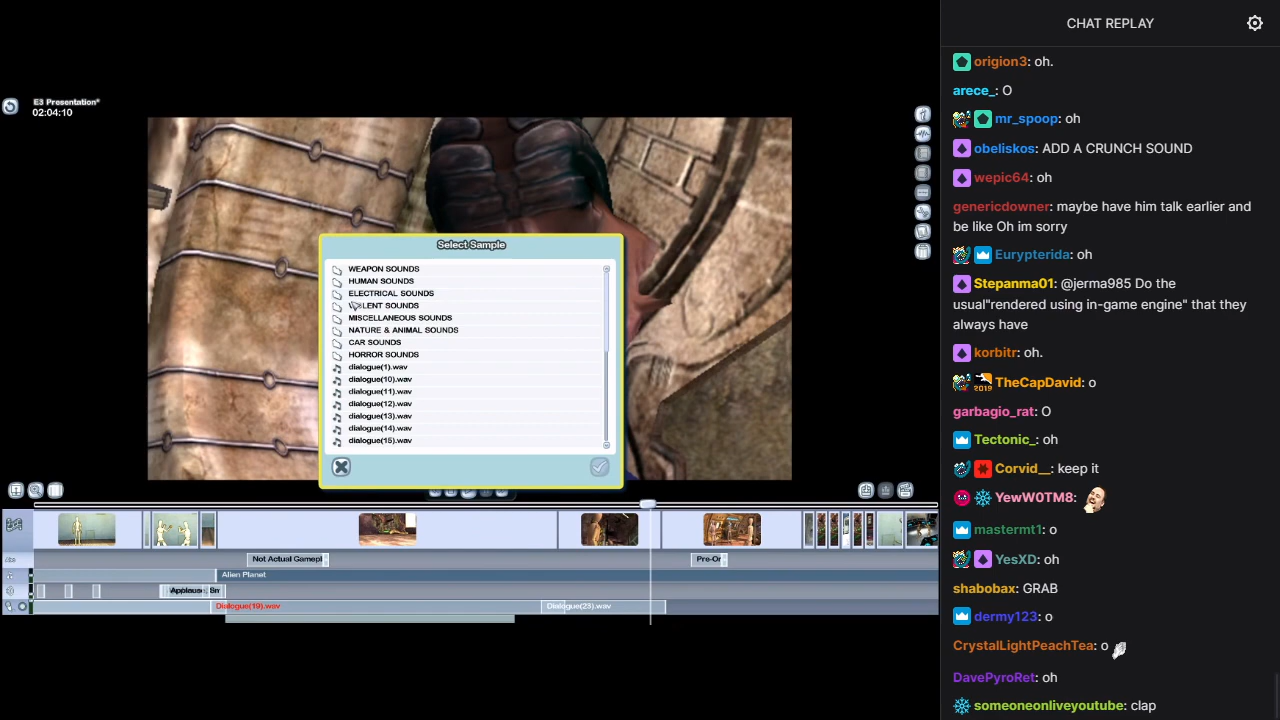 E3 Presentation*
02:04:10
Select Sample
WEAPON SOUNDS
HUMAN SOUNDS
ELECTRICAL SOUNDS
MISCELLANEOUS SOUNDS
NATURE & ANIMAL SOUNDS
CAR SOUNDS
HORROR SOUNDS
dialogue(1).wav
dialogue(10).wav
dialogue(11).wav
dialogue(12).wav
dialogue(13).wav
dialogue(14).wav
dialogue(15).wav
Not Actual Gamepl
Pre-Or
Alien Planet
Applause, Sm
Dialogue(19).wav
Dialogue(23).wav
CHAT REPLAY
origion3: oh.
arece_: O
mr_spoop: oh
obeliskos: ADD A CRUNCH SOUND
wepic64: oh
genericdowner: maybe have him talk earlier and
be like Oh im sorry
Eurypterida: oh
Stepanma01: @jerma985 Do the
usual"rendered using in-game engine" that they
always have
korbitr: oh.
2019 TheCapDavid: o
garbagio_rat: O
Tectonic_: oh
Corvid__: keep it
YewW0TM8:
mastermt1: o
YesXD: oh
shabobax: GRAB
dermy123: o
CrystalLightPeachTea: o
DavePyroRet: oh
someoneonliveyoutube: clap